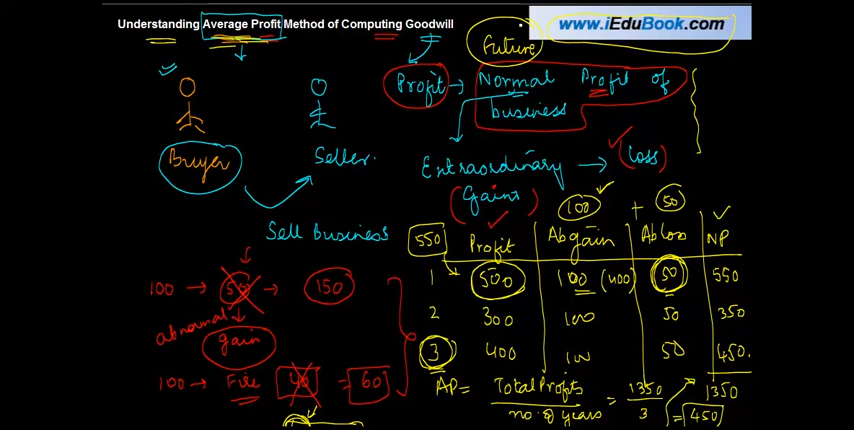 Understanding Average Profit Method of Computing Goodwill
www.iEduBook.com
Future
Profit → Normal Profit of
business
Buyer
Seller.
Extraordinary → (Loss)
(Gains)
Sell Business
100 + 50
550 Profit Ab gain Ab loss NP
1 500 100 (400) 50 550
2 300 100 50 350
3 400 100 50 450.
AP = Total Profits / no. of years = 1350 / 3 = 450
1350
100 → 50 → 150
abnormal
gain
100 → Fire 40 = 60